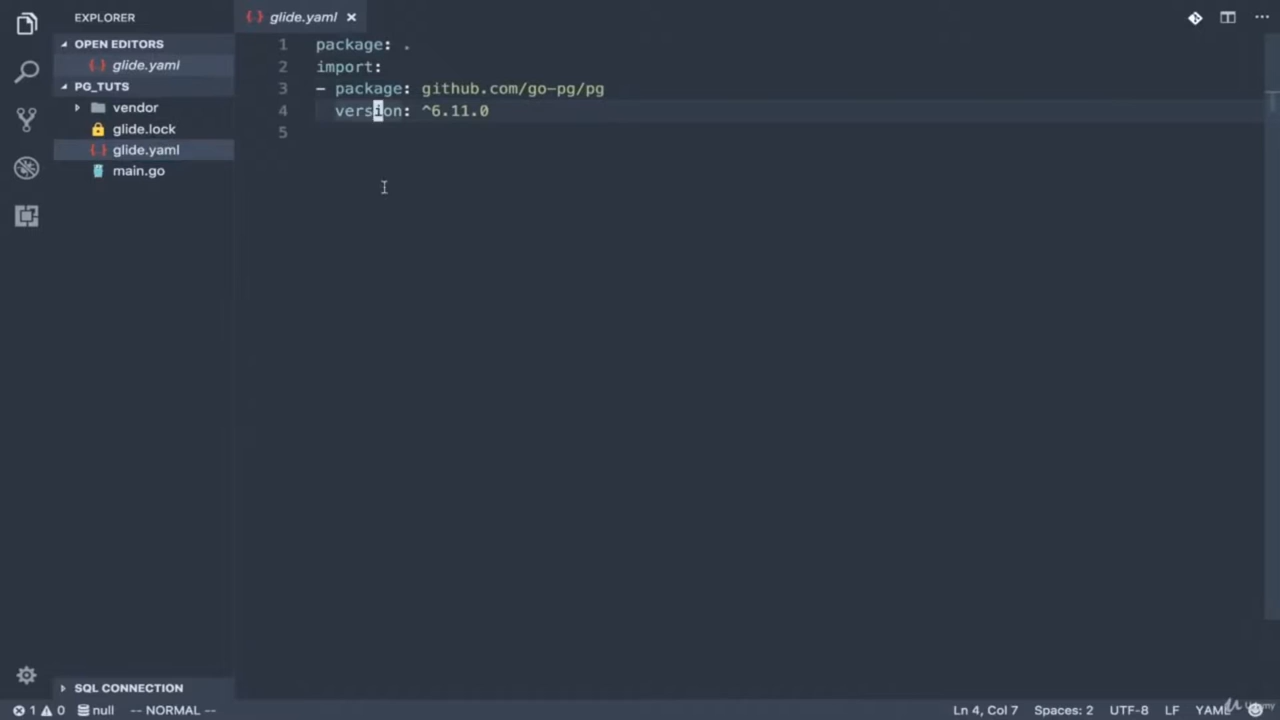 EXPLORER
OPEN EDITORS
glide.yaml
PG_TUTS
vendor
glide.lock
glide.yaml
main.go
SQL CONNECTION
glide.yaml
1 package: .
2 import:
3 - package: github.com/go-pg/pg
4 version: ^6.11.0
5
1 0 null -- NORMAL -- Ln 4, Col 7 Spaces: 2 UTF-8 LF YAML